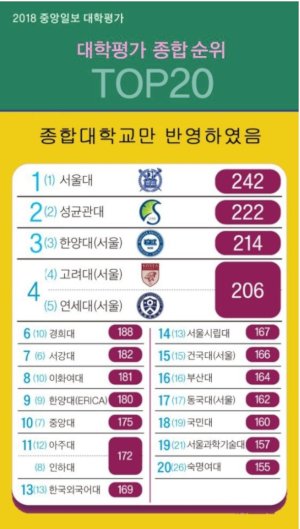 2018 중앙일보 대학평가
대학평가 종합 순위
TOP20
종합대학교만 반영하였음
1 (1) 서울대 242
2 (2) 성균관대 222
3 (3) 한양대(서울) 214
4 (4) 고려대(서울) 206
(5) 연세대(서울)
6 (10) 경희대 188
7 (6) 서강대 182
8 (10) 이화여대 181
9 (9) 한양대(ERICA) 180
10 (7) 중앙대 175
11 (12) 아주대 172
(8) 인하대
13 (13) 한국외국어대 169
14 (13) 서울시립대 167
15 (15) 건국대(서울) 166
16 (16) 부산대 164
17 (17) 동국대(서울) 162
18 (19) 국민대 160
19 (21) 서울과학기술대 157
20 (26) 숙명여대 155